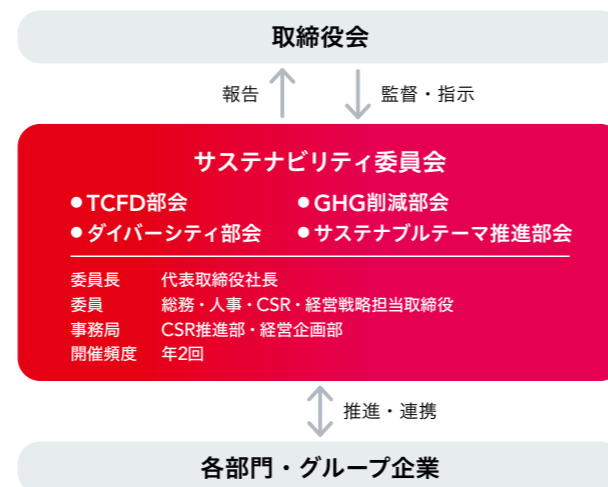 取締役会
報告
監督・指示
サステナビリティ委員会
●TCFD部会 ●GHG削減部会
●ダイバーシティ部会 ●サステナブルテーマ推進部会
委員長 代表取締役社長
委員 総務・人事・CSR・経営戦略担当取締役
事務局 CSR推進部・経営企画部
開催頻度 年2回
推進・連携
各部門・グループ企業